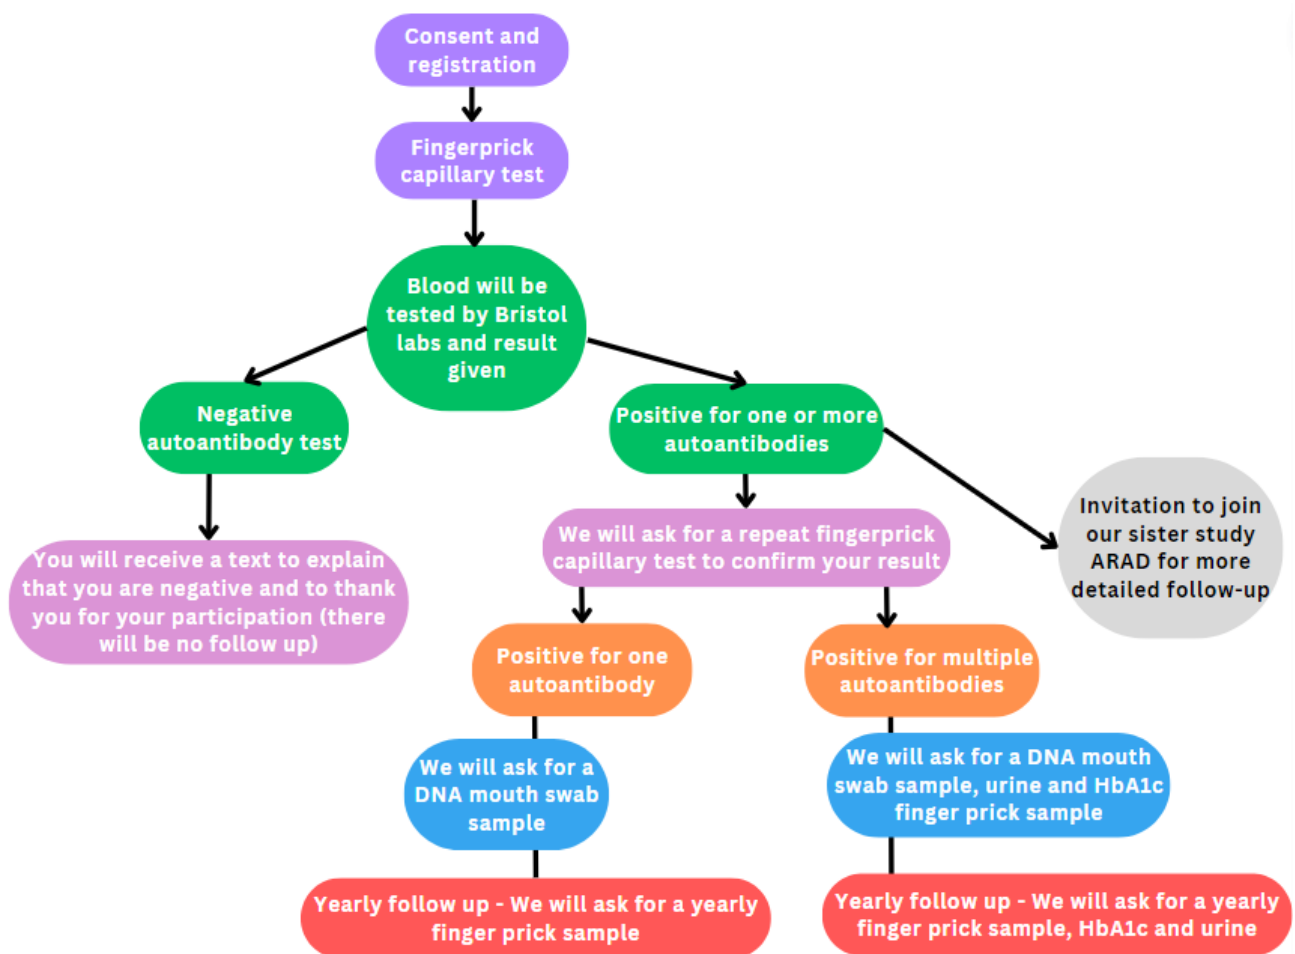 Consent and
registration
Fingerprick
capillary test
Blood will be
tested by Bristol
labs and result
given
Negative
autoantibody test
Positive for one or more
autoantibodies
You will receive a text to explain
that you are negative and to thank
you for your participation (there
will be no follow up)
We will ask for a repeat fingerprick
capillary test to confirm your result
Invitation to join
our sister study
ARAD for more
detailed follow-up
Positive for one
autoantibody
Positive for multiple
autoantibodies
We will ask for a
DNA mouth swab
sample
We will ask for a DNA mouth
swab sample, urine and HbA1c
finger prick sample
Yearly follow up - We will ask for a yearly
finger prick sample
Yearly follow up - We will ask for a yearly
finger prick sample, HbA1c and urine